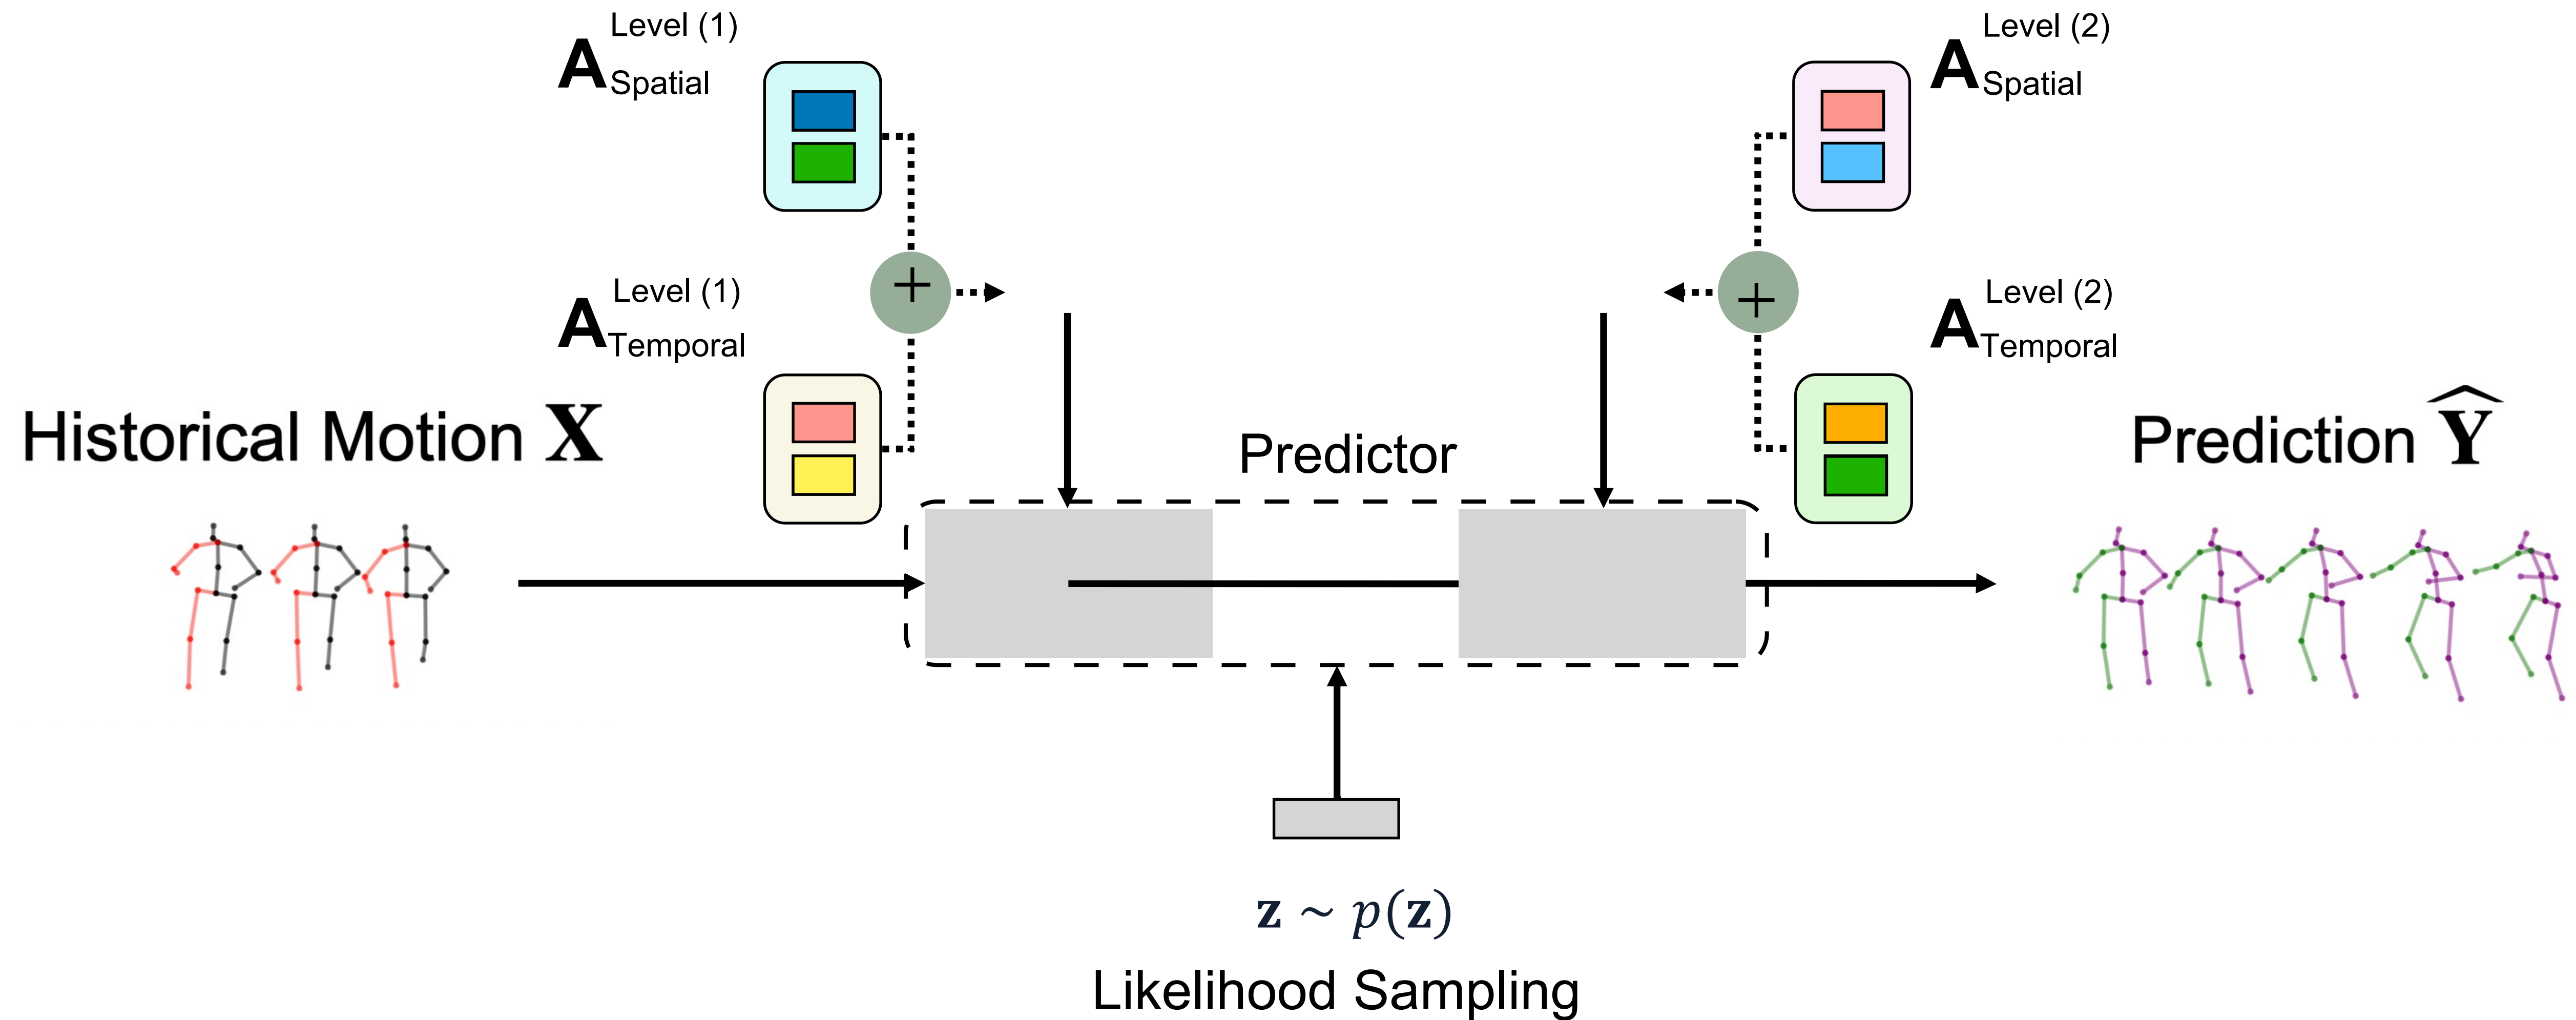 A Level (1) Spatial
A Level (2) Spatial
+
+
A Level (1) Temporal
A Level (2) Temporal
Historical Motion X
Predictor
Prediction Ŷ
z ~ p(z)
Likelihood Sampling